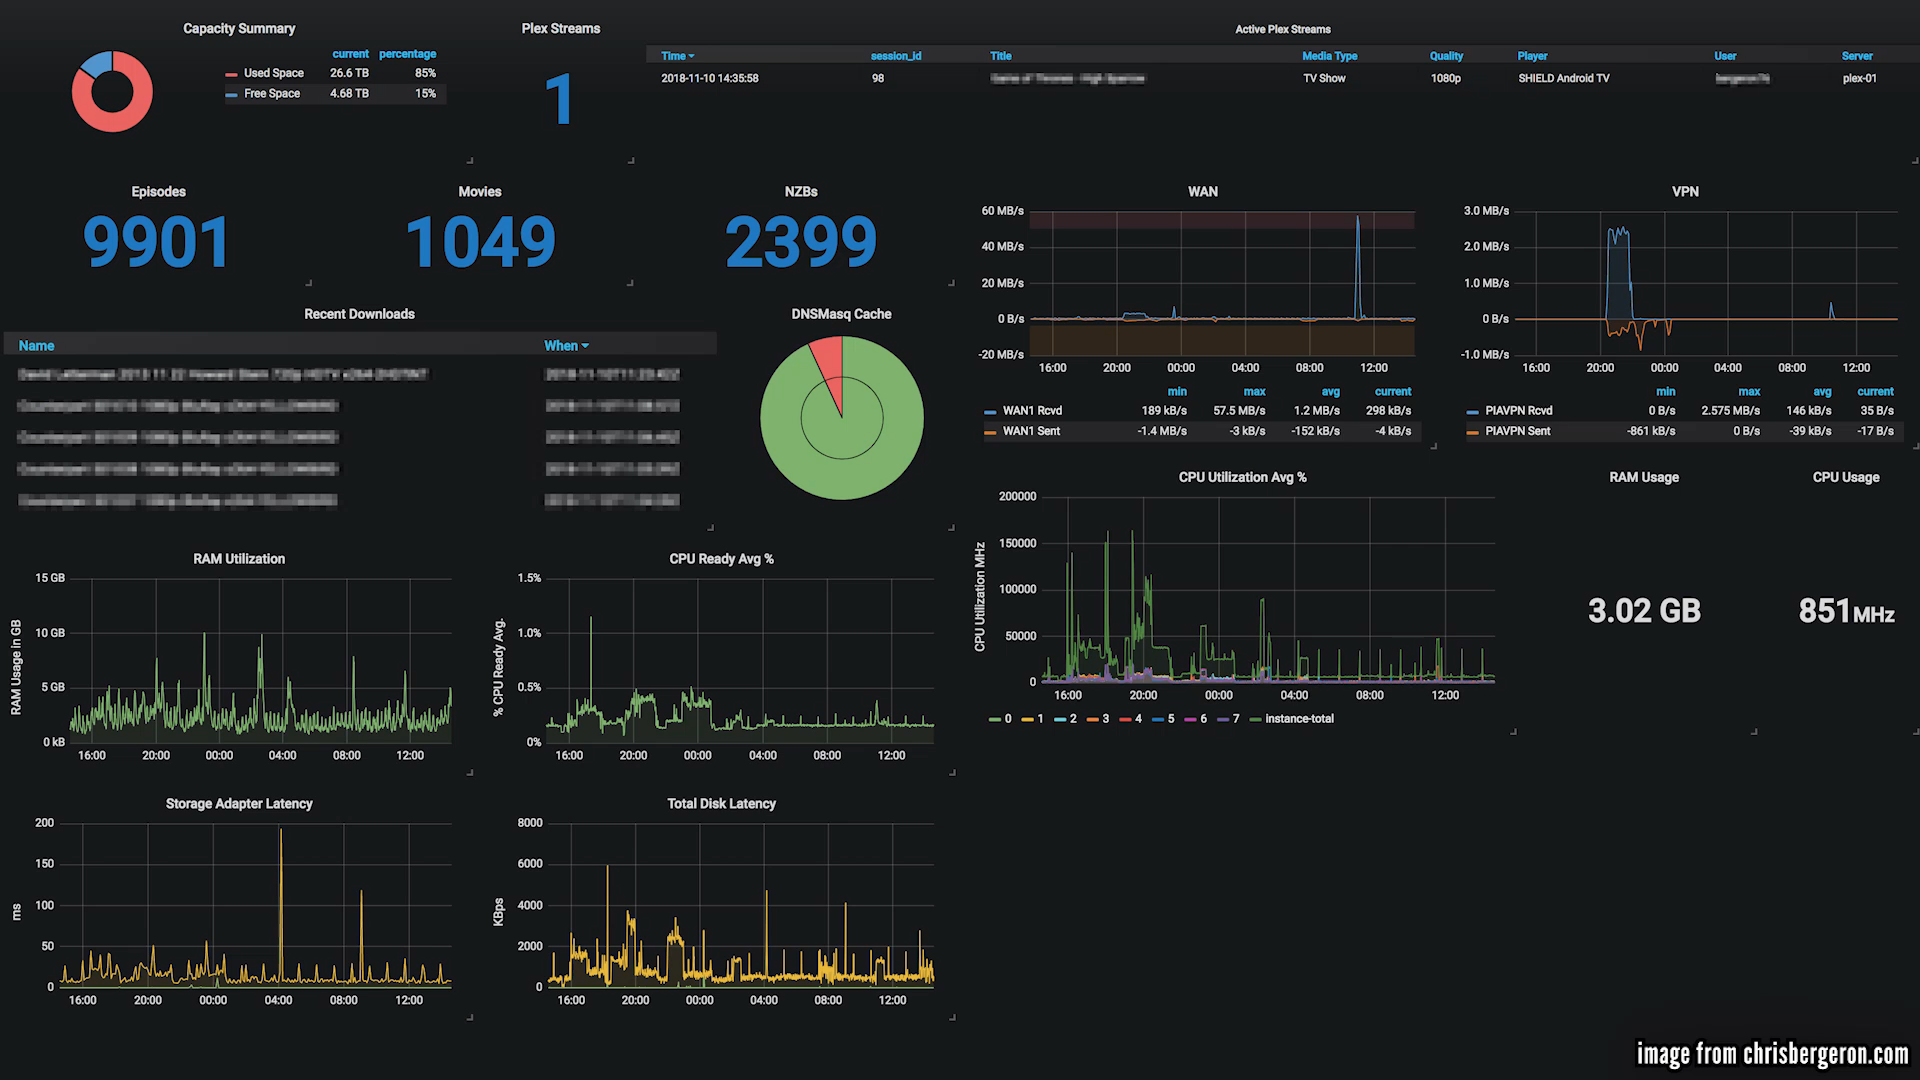 Capacity Summary
current percentage
Used Space 26.6 TB 85%
Free Space 4.68 TB 15%
Plex Streams
1
Active Plex Streams
Time session_id Title Media Type Quality Player User Server
2018-11-10 14:35:58 98 TV Show 1080p SHIELD Android TV plex-01
Episodes
9901
Movies
1049
NZBs
2399
WAN
60 MB/s
40 MB/s
20 MB/s
0 B/s
-20 MB/s
16:00 20:00 00:00 04:00 08:00 12:00
min max avg current
WAN1 Rcvd 189 kB/s 57.5 MB/s 1.2 MB/s 298 kB/s
WAN1 Sent -1.4 MB/s -3 kB/s -152 kB/s -4 kB/s
VPN
3.0 MB/s
2.0 MB/s
1.0 MB/s
0 B/s
-1.0 MB/s
16:00 20:00 00:00 04:00 08:00 12:00
min max avg current
PIAVPN Rcvd 0 B/s 2.575 MB/s 146 kB/s 35 B/s
PIAVPN Sent -861 kB/s 0 B/s -39 kB/s -17 B/s
Recent Downloads
Name When
DNSMasq Cache
CPU Utilization Avg %
CPU Utilization MHz
200000
150000
100000
50000
0
16:00 20:00 00:00 04:00 08:00 12:00
0 1 2 3 4 5 6 7 instance-total
RAM Usage
3.02 GB
CPU Usage
851MHz
RAM Utilization
RAM Usage in GB
15 GB
10 GB
5 GB
0 kB
16:00 20:00 00:00 04:00 08:00 12:00
CPU Ready Avg %
% CPU Ready Avg.
1.5%
1.0%
0.5%
0%
16:00 20:00 00:00 04:00 08:00 12:00
Storage Adapter Latency
ms
200
150
100
50
0
16:00 20:00 00:00 04:00 08:00 12:00
Total Disk Latency
KBps
8000
6000
4000
2000
0
16:00 20:00 00:00 04:00 08:00 12:00
image from chrisbergeron.com